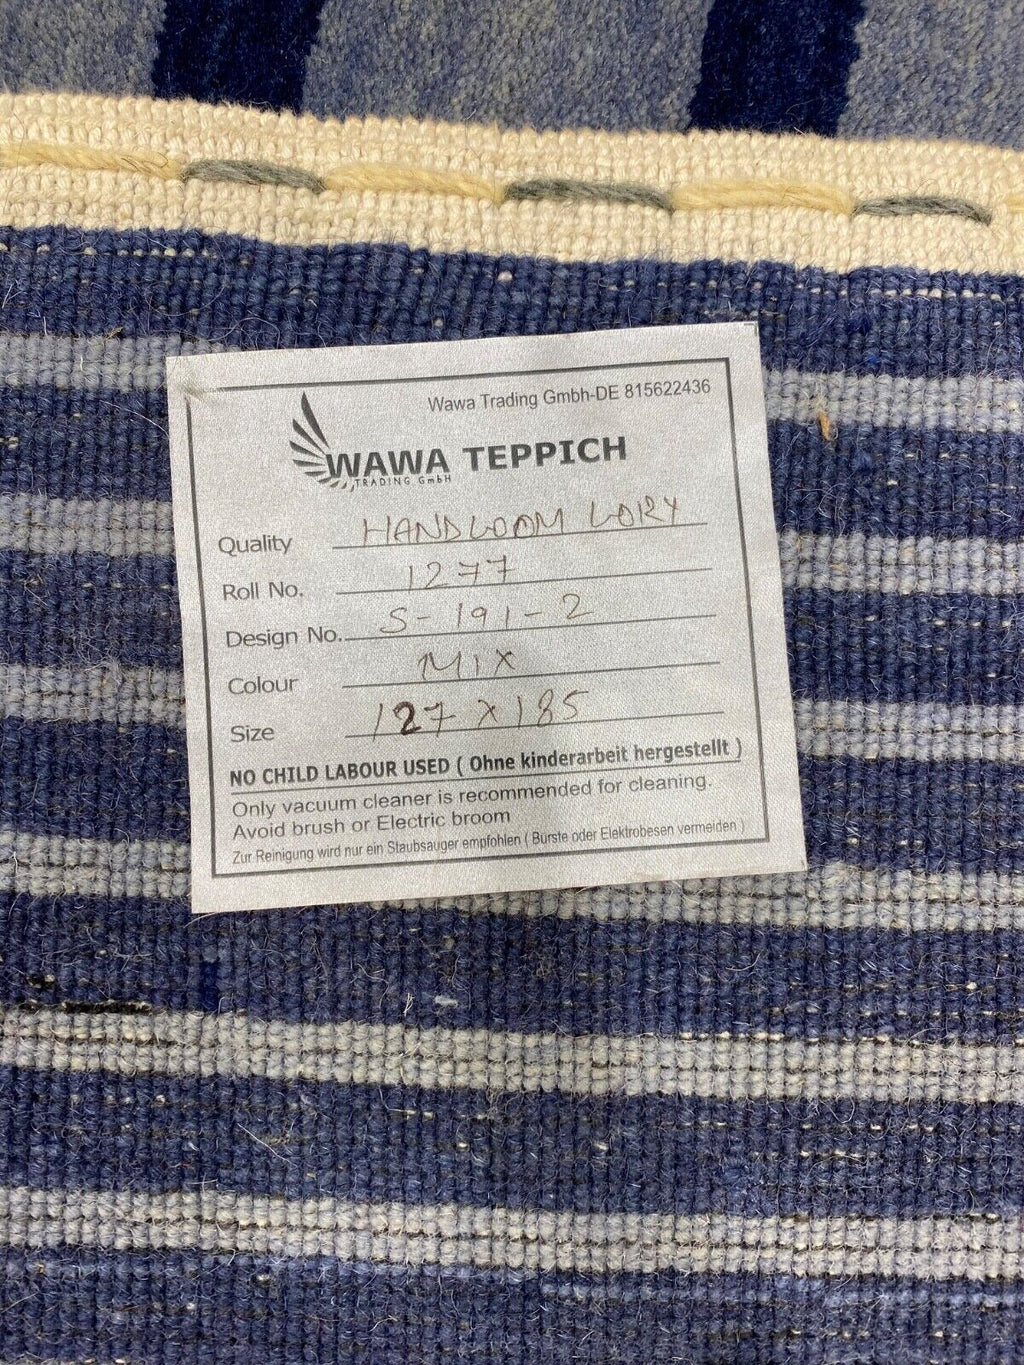 Wawa Trading Gmbh-DE 815622436
WAWA TEPPICH
TRADING GmbH
Quality HANDLOOM LORY
Roll No. 1277
Design No. S-191-2
Colour MIX
Size 127 X 185
NO CHILD LABOUR USED ( Ohne kinderarbeit hergestellt )
Only vacuum cleaner is recommended for cleaning.
Avoid brush or Electric broom
Zur Reinigung wird nur ein Staubsauger empfohlen ( Burste oder Elektrobesen vermeiden )